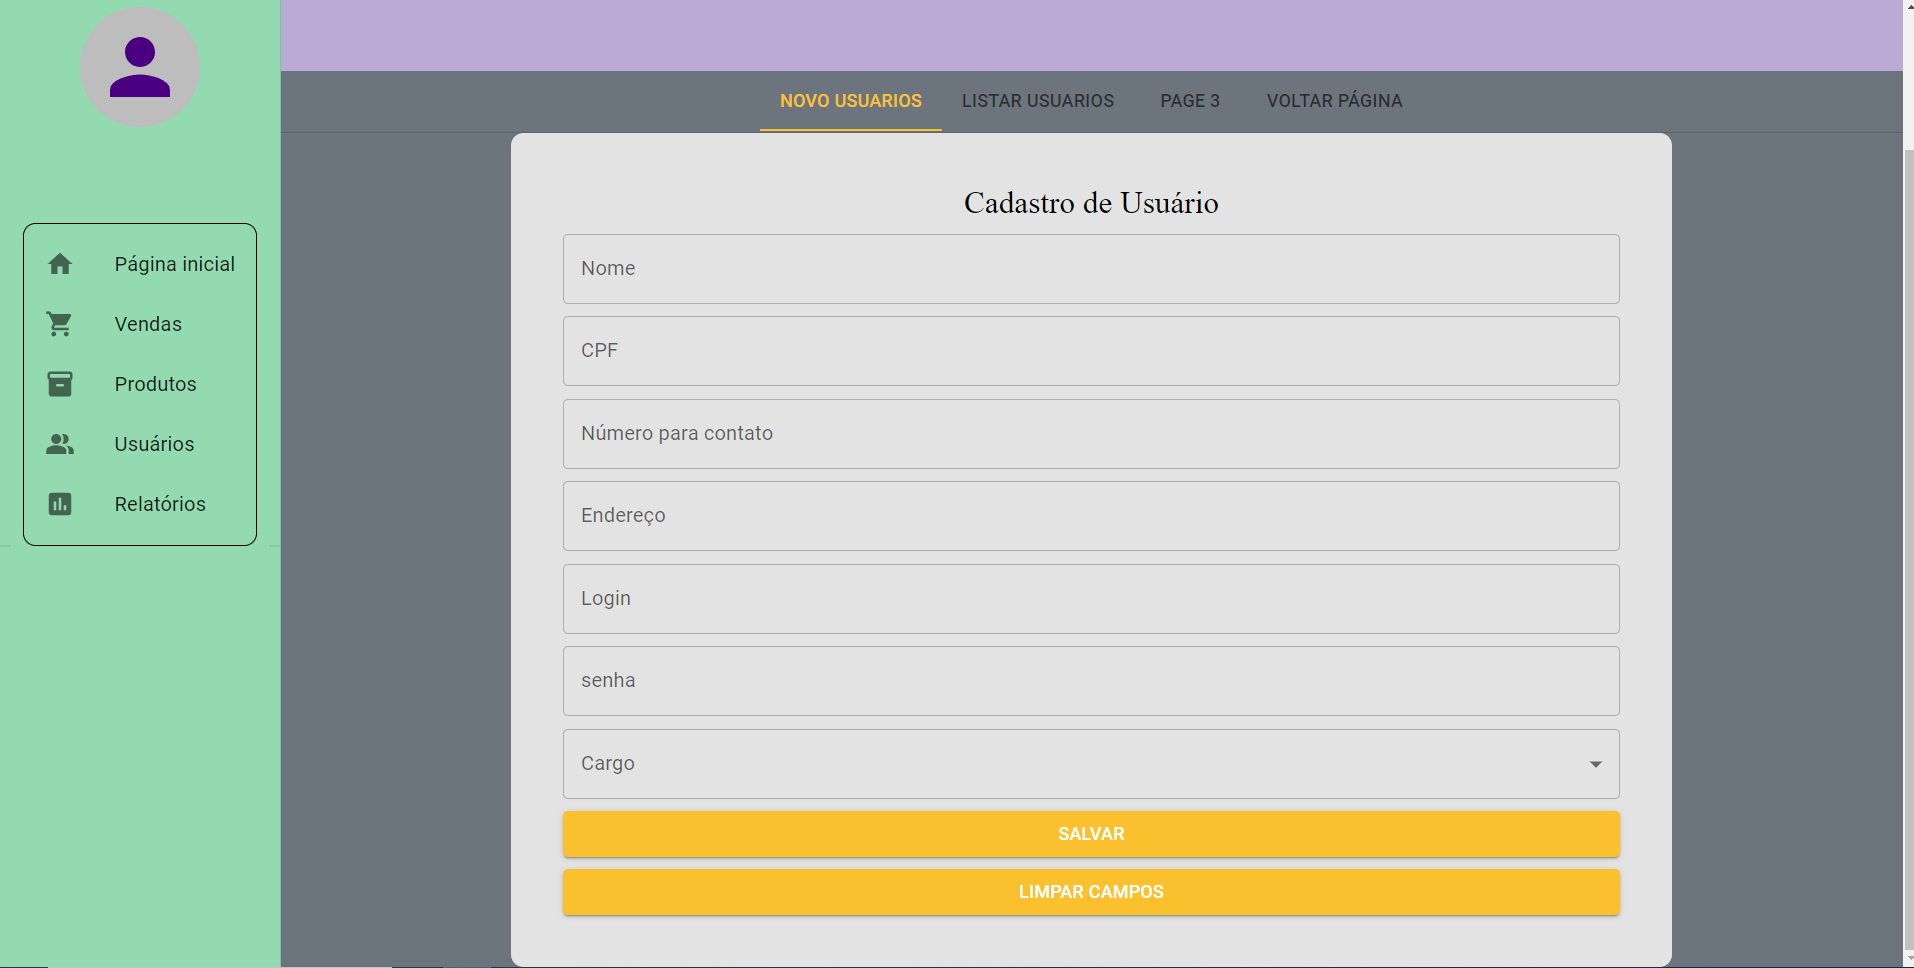 NOVO USUARIOS LISTAR USUARIOS PAGE 3 VOLTAR PÁGINA
Página inicial
Vendas
Produtos
Usuários
Relatórios
Cadastro de Usuário
Nome
CPF
Número para contato
Endereço
Login
senha
Cargo
SALVAR
LIMPAR CAMPOS